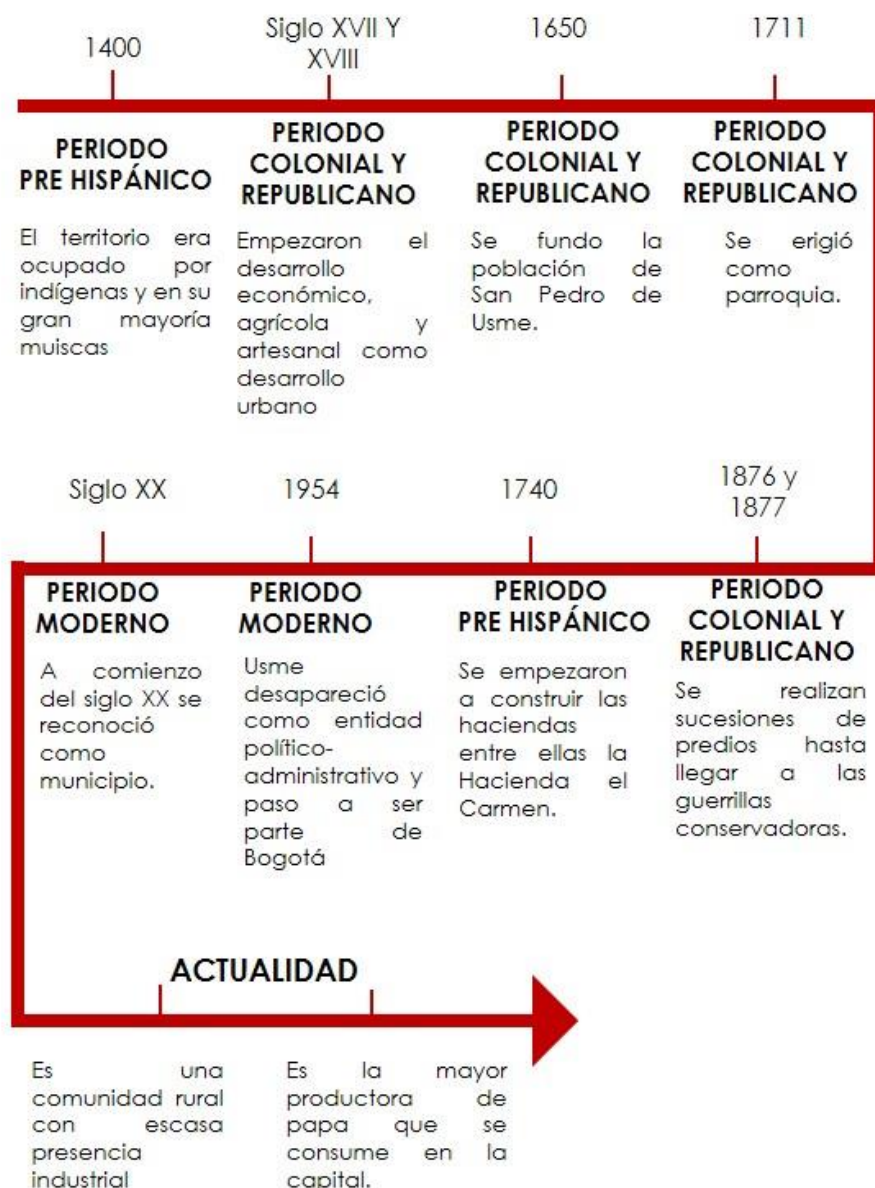 1400
Siglo XVII Y
XVIII
1650
1711
PERIODO
PRE HISPÁNICO
El territorio era
ocupado por
indígenas y en su
gran mayoría
muiscas
PERIODO
COLONIAL Y
REPUBLICANO
Empezaron el
desarrollo
económico,
agrícola y
artesanal como
desarrollo
urbano
PERIODO
COLONIAL Y
REPUBLICANO
Se fundo la
población de
San Pedro de
Usme.
PERIODO
COLONIAL Y
REPUBLICANO
Se erigió
como
parroquia.
Siglo XX
1954
1740
1876 y
1877
PERIODO
MODERNO
A comienzo
del siglo XX se
reconoció
como
municipio.
PERIODO
MODERNO
Usme
desapareció
como entidad
político-
administrativo y
paso a ser
parte de
Bogotá
PERIODO
PRE HISPÁNICO
Se empezaron
a construir las
haciendas
entre ellas la
Hacienda el
Carmen.
PERIODO
COLONIAL Y
REPUBLICANO
Se realizan
sucesiones de
predios hasta
llegar a las
guerrillas
conservadoras.
ACTUALIDAD
Es una
comunidad rural
con escasa
presencia
industrial
Es la mayor
productora de
papa que se
consume en la
capital.